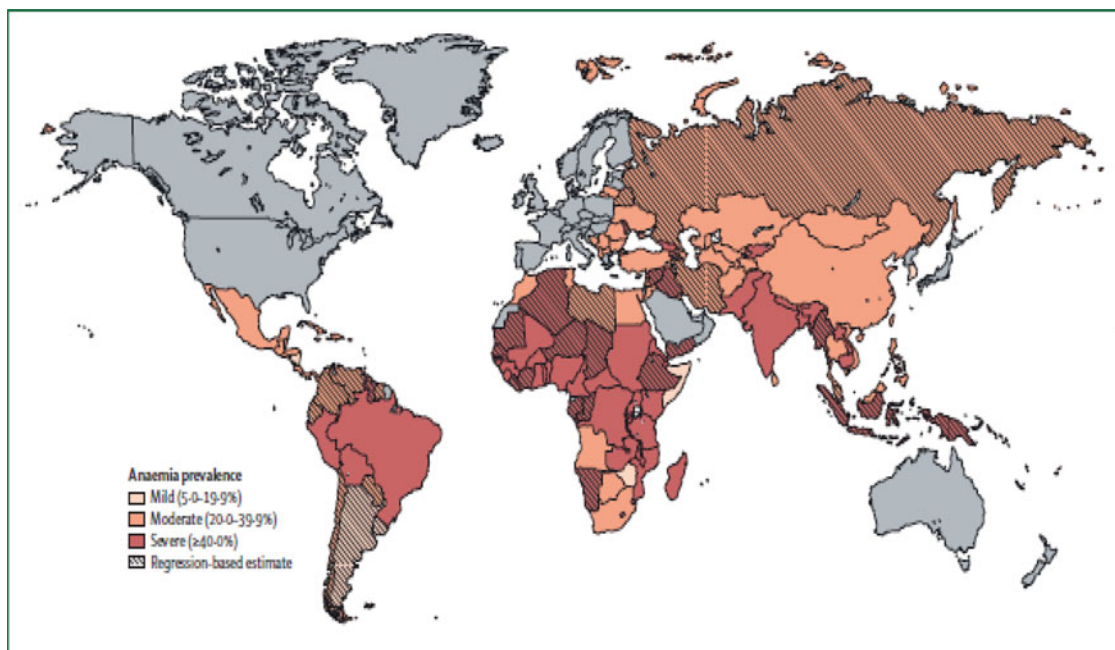 Anaemia prevalence
Mild (5·0–19·9%)
Moderate (20·0–39·9%)
Severe (≥40·0%)
Regression-based estimate